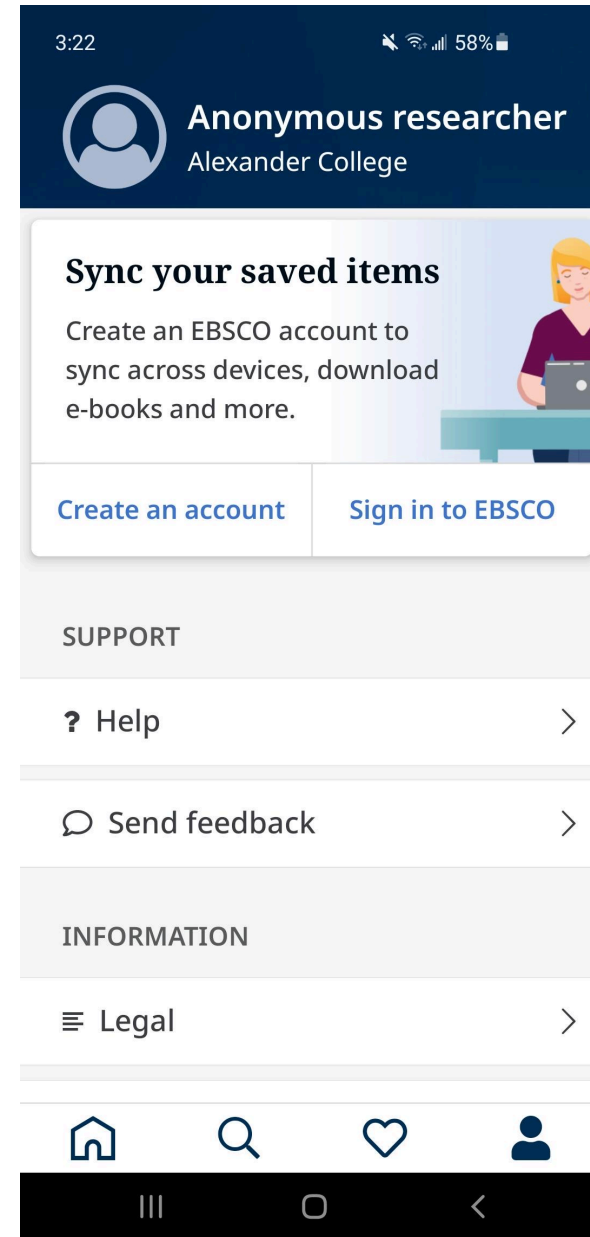 3:22 58%
Anonymous researcher
Alexander College
Sync your saved items
Create an EBSCO account to
sync across devices, download
e-books and more.
Create an account Sign in to EBSCO
SUPPORT
? Help
Send feedback
INFORMATION
Legal